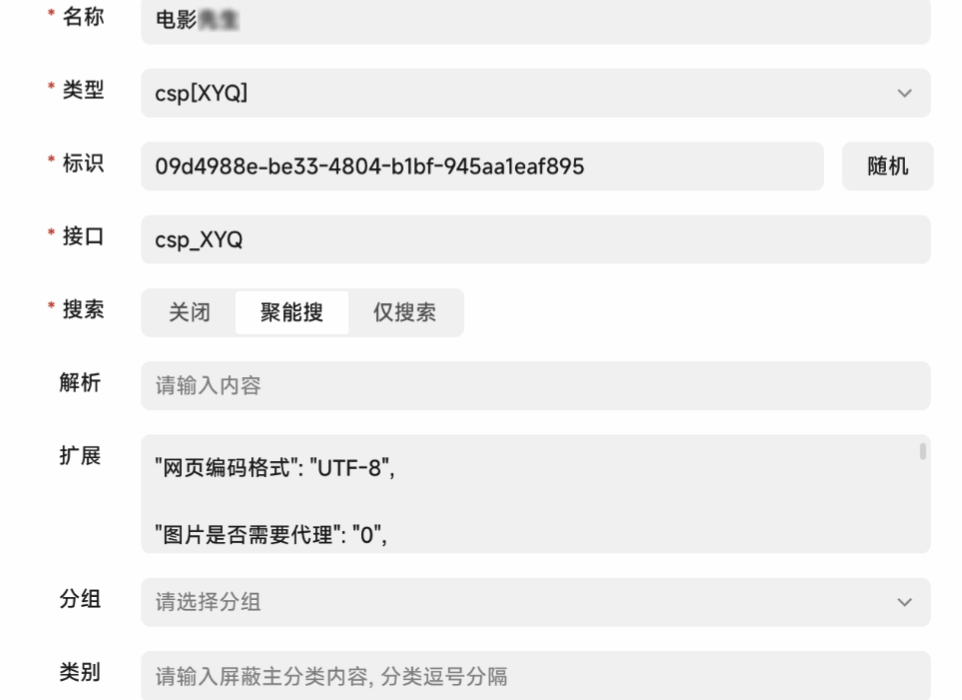 * 名称
电影
* 类型
csp[XYQ]
* 标识
09d4988e-be33-4804-b1bf-945aa1eaf895
随机
* 接口
csp_XYQ
* 搜索
关闭 聚能搜 仅搜索
解析
请输入内容
扩展
"网页编码格式": "UTF-8",
"图片是否需要代理": "0",
分组
请选择分组
类别
请输入屏蔽主分类内容, 分类逗号分隔